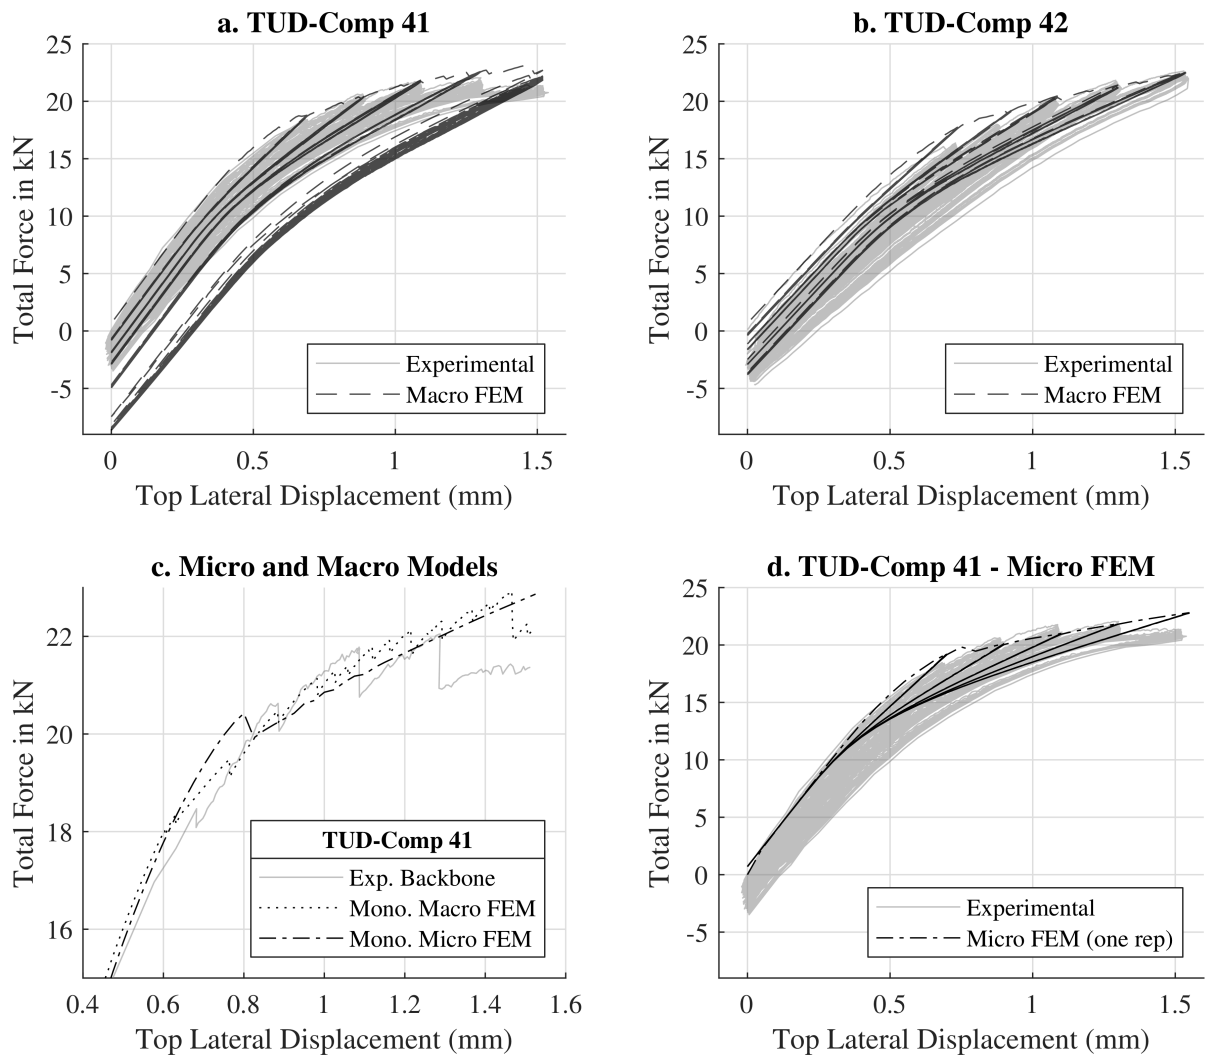 a. TUD-Comp 41
25
20
15
10
5
0
-5
Total Force in kN
0 0.5 1 1.5
Top Lateral Displacement (mm)
Experimental
Macro FEM
b. TUD-Comp 42
25
20
15
10
5
0
-5
Total Force in kN
0 0.5 1 1.5
Top Lateral Displacement (mm)
Experimental
Macro FEM
c. Micro and Macro Models
22
20
18
16
Total Force in kN
0.4 0.6 0.8 1 1.2 1.4 1.6
Top Lateral Displacement (mm)
TUD-Comp 41
Exp. Backbone
Mono. Macro FEM
Mono. Micro FEM
d. TUD-Comp 41 - Micro FEM
25
20
15
10
5
0
-5
Total Force in kN
0 0.5 1 1.5
Top Lateral Displacement (mm)
Experimental
Micro FEM (one rep)